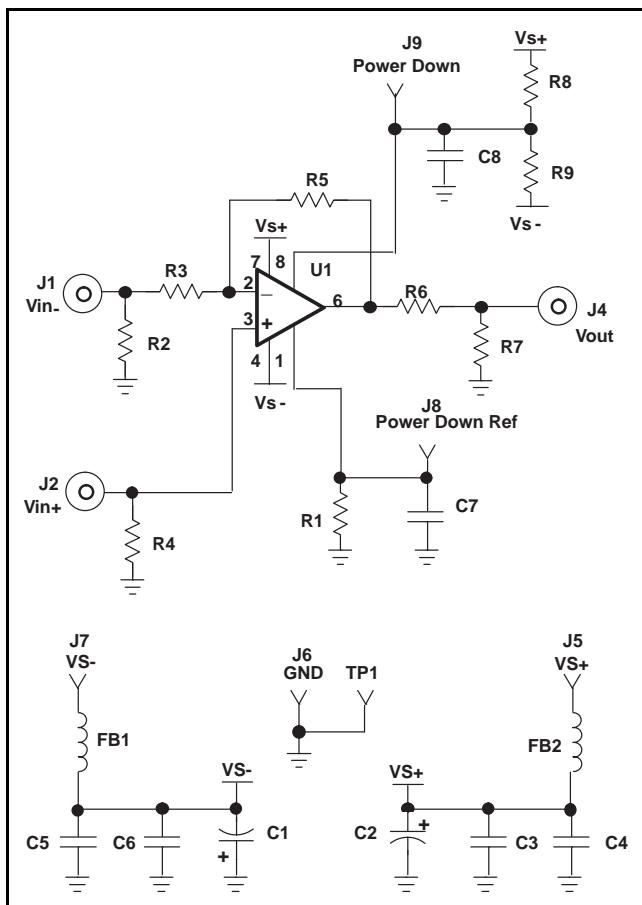 J9
Power Down
Vs+
R8
C8
R9
Vs -
R5
Vs+
7 8
U1
J1
Vin-
R3
2
−
6
R6
J4
Vout
R2
3
+
R7
4 1
Vs -
J8
Power Down Ref
J2
Vin+
R4
R1
C7
J7
VS-
J6
GND
TP1
J5
VS+
FB1
FB2
VS-
VS+
C5
C6
C1
+
C2
+
C3
C4